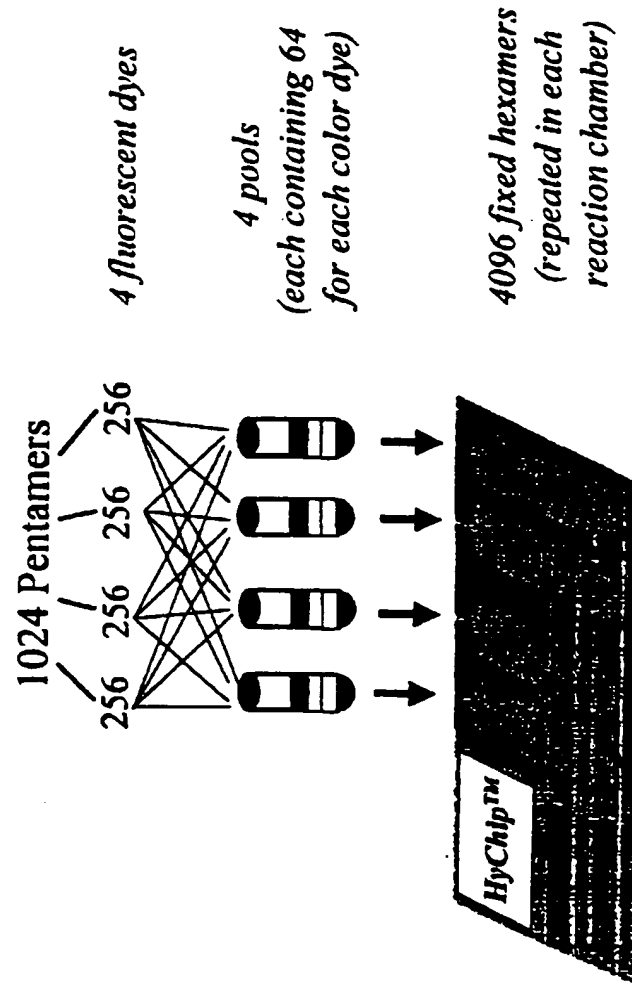 1024 Pentamers
256 256 256 256
4 fluorescent dyes
4 pools
(each containing 64
for each color dye)
HyChip™
4096 fixed hexamers
(repeated in each
reaction chamber)